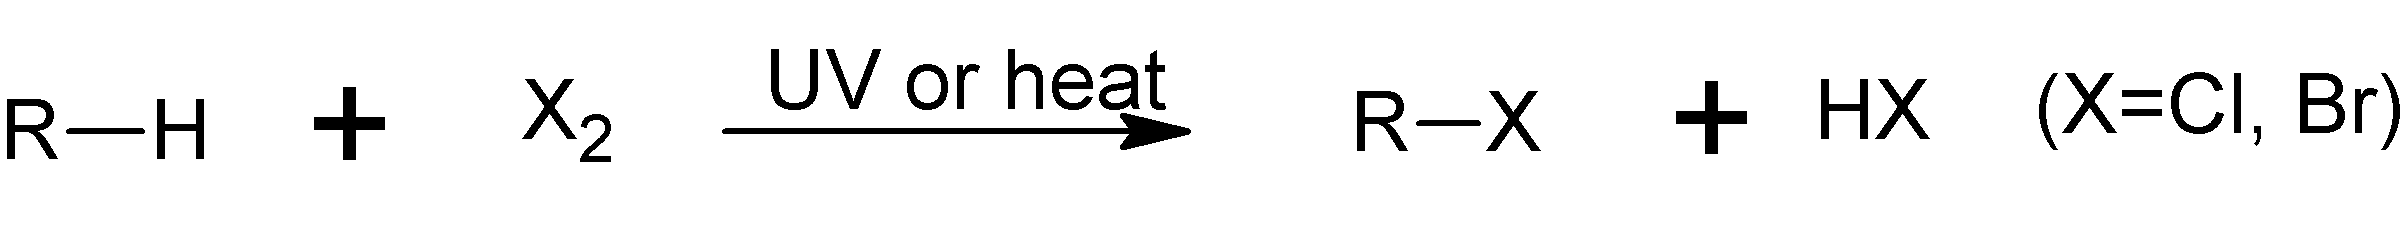 R—H + X₂ UV or heat R—X + HX (X=Cl, Br)